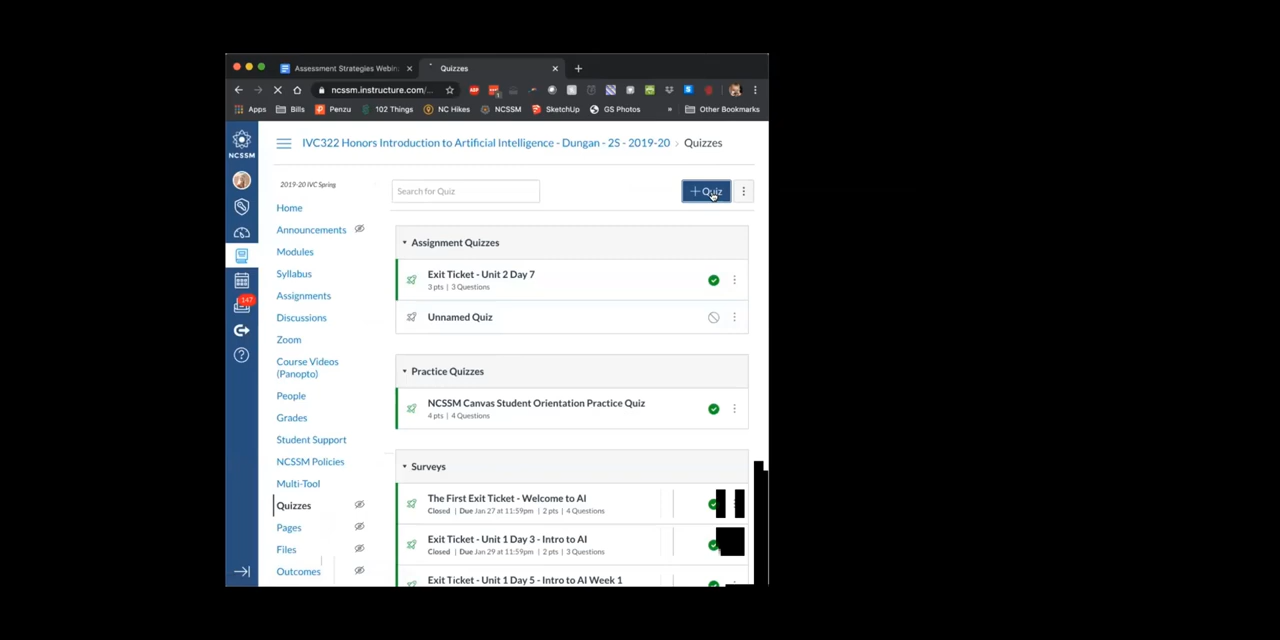 Assessment Strategies Webin
Quizzes
ncssm.instructure.com/...
Apps Bills Penzu 102 Things NC Hikes NCSSM SketchUp GS Photos » Other Bookmarks
NCSSM
IVC322 Honors Introduction to Artificial Intelligence - Dungan - 2S - 2019-20 › Quizzes
2019-20 IVC Spring
Home
Announcements
Modules
Syllabus
Assignments
Discussions
Zoom
Course Videos
(Panopto)
People
Grades
Student Support
NCSSM Policies
Multi-Tool
Quizzes
Pages
Files
Outcomes
147
Search for Quiz
+ Quiz
Assignment Quizzes
Exit Ticket - Unit 2 Day 7
3 pts | 3 Questions
Unnamed Quiz
Practice Quizzes
NCSSM Canvas Student Orientation Practice Quiz
4 pts | 4 Questions
Surveys
The First Exit Ticket - Welcome to AI
Closed | Due Jan 27 at 11:59pm | 2 pts | 4 Questions
Exit Ticket - Unit 1 Day 3 - Intro to AI
Closed | Due Jan 29 at 11:59pm | 2 pts | 3 Questions
Exit Ticket - Unit 1 Day 5 - Intro to AI Week 1